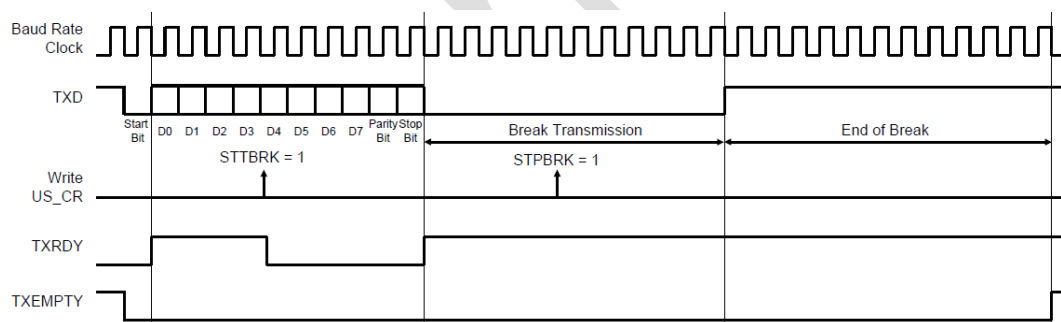 Baud Rate
Clock
TXD
Start
Bit
D0 D1 D2 D3 D4 D5 D6 D7
Parity
Bit
Stop
Bit
Break Transmission
End of Break
STTBRK = 1
STPBRK = 1
Write
US_CR
TXRDY
TXEMPTY